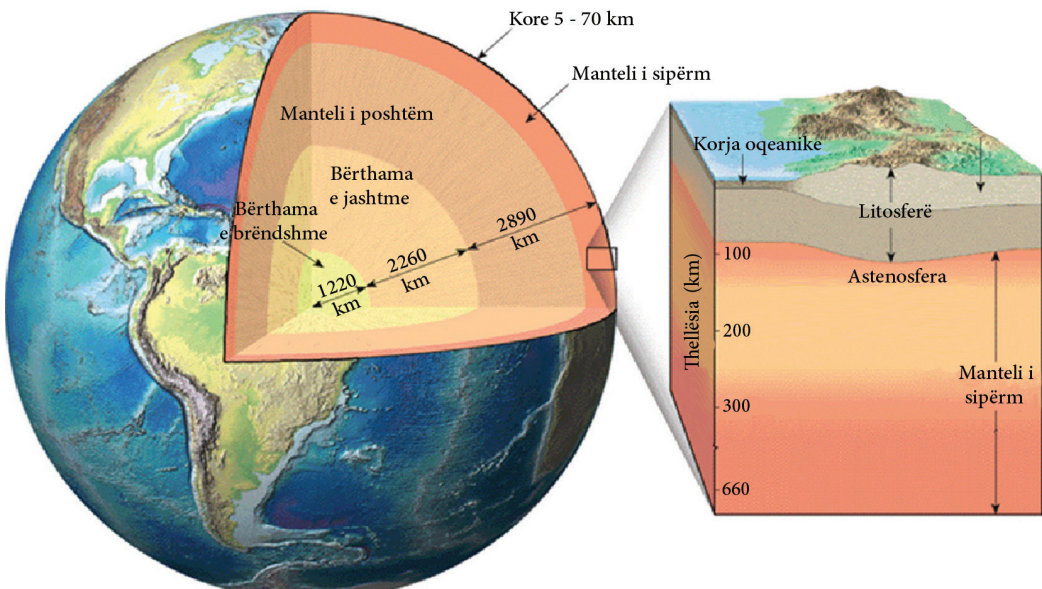 Kore 5 - 70 km
Manteli i sipërm
Manteli i poshtëm
Bërthama
e jashtme
Bërthama
e brëndshme
2890
km
2260
km
1220
km
Korja oqeanike
Litosferë
Astenosfera
Manteli i
sipërm
Thellësia (km)
100
200
300
660